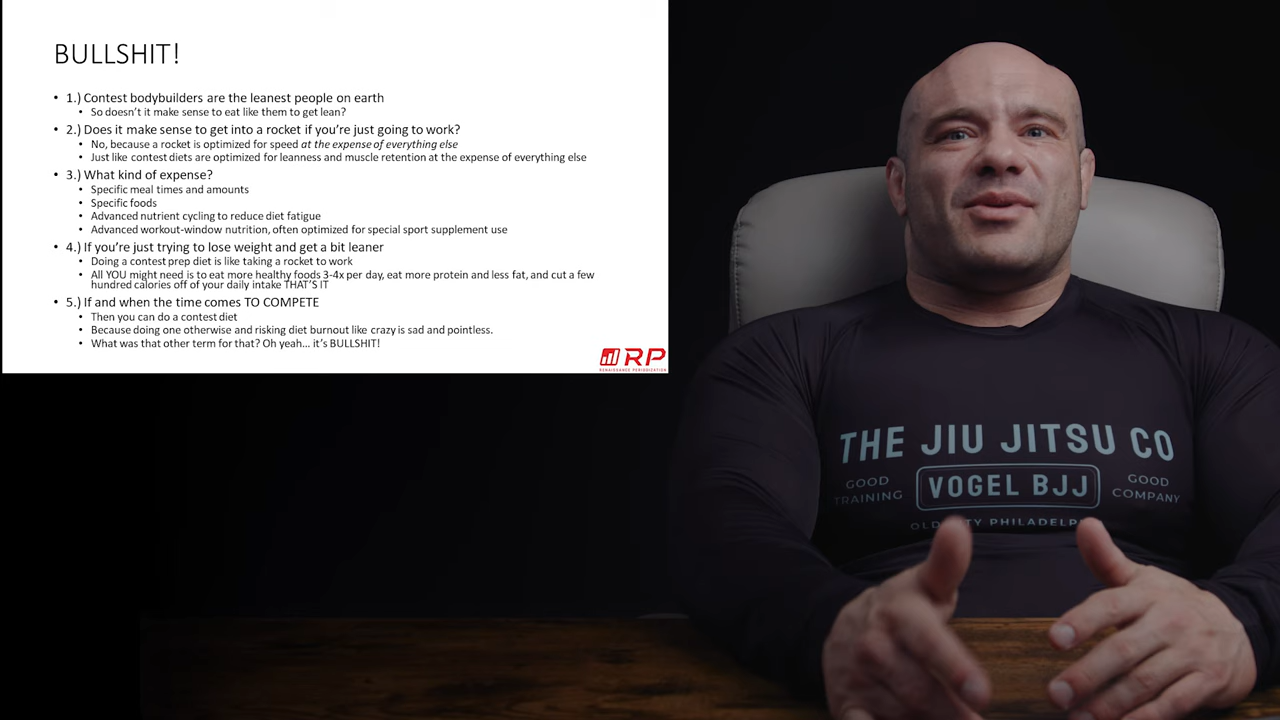 BULLSHIT!
• 1.) Contest bodybuilders are the leanest people on earth
• So doesn't it make sense to eat like them to get lean?
• 2.) Does it make sense to get into a rocket if you're just going to work?
• No, because a rocket is optimized for speed at the expense of everything else
• Just like contest diets are optimized for leanness and muscle retention at the expense of everything else
• 3.) What kind of expense?
• Specific meal times and amounts
• Specific foods
• Advanced nutrient cycling to reduce diet fatigue
• Advanced workout-window nutrition, often optimized for special sport supplement use
• 4.) If you're just trying to lose weight and get a bit leaner
• Doing a contest prep diet is like taking a rocket to work
• All YOU might need is to eat more healthy foods 3-4x per day, eat more protein and less fat, and cut a few
hundred calories off of your daily intake THAT'S IT
• 5.) If and when the time comes TO COMPETE
• Then you can do a contest diet
• Because doing one otherwise and risking diet burnout like crazy is sad and pointless.
• What was that other term for that? Oh yeah... it's BULLSHIT!
RP
RENAISSANCE PERIODIZATION
THE JIU JITSU CO
GOOD TRAINING
VOGEL BJJ
GOOD COMPANY